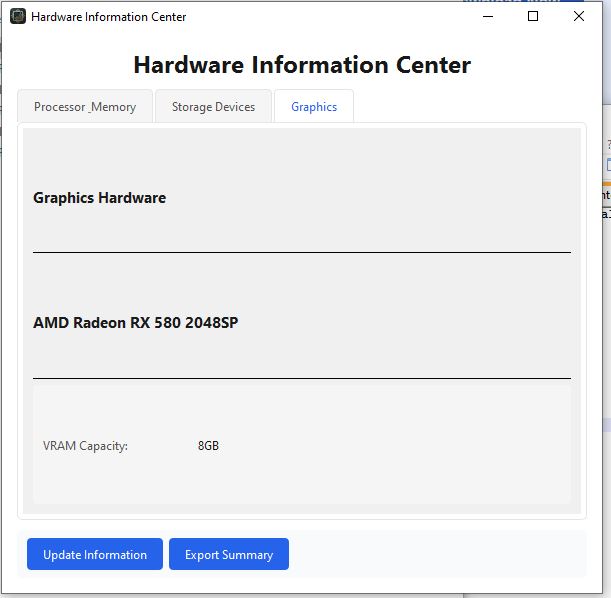 Hardware Information Center
Hardware Information Center
Processor_Memory Storage Devices Graphics
Graphics Hardware
AMD Radeon RX 580 2048SP
VRAM Capacity: 8GB
Update Information Export Summary